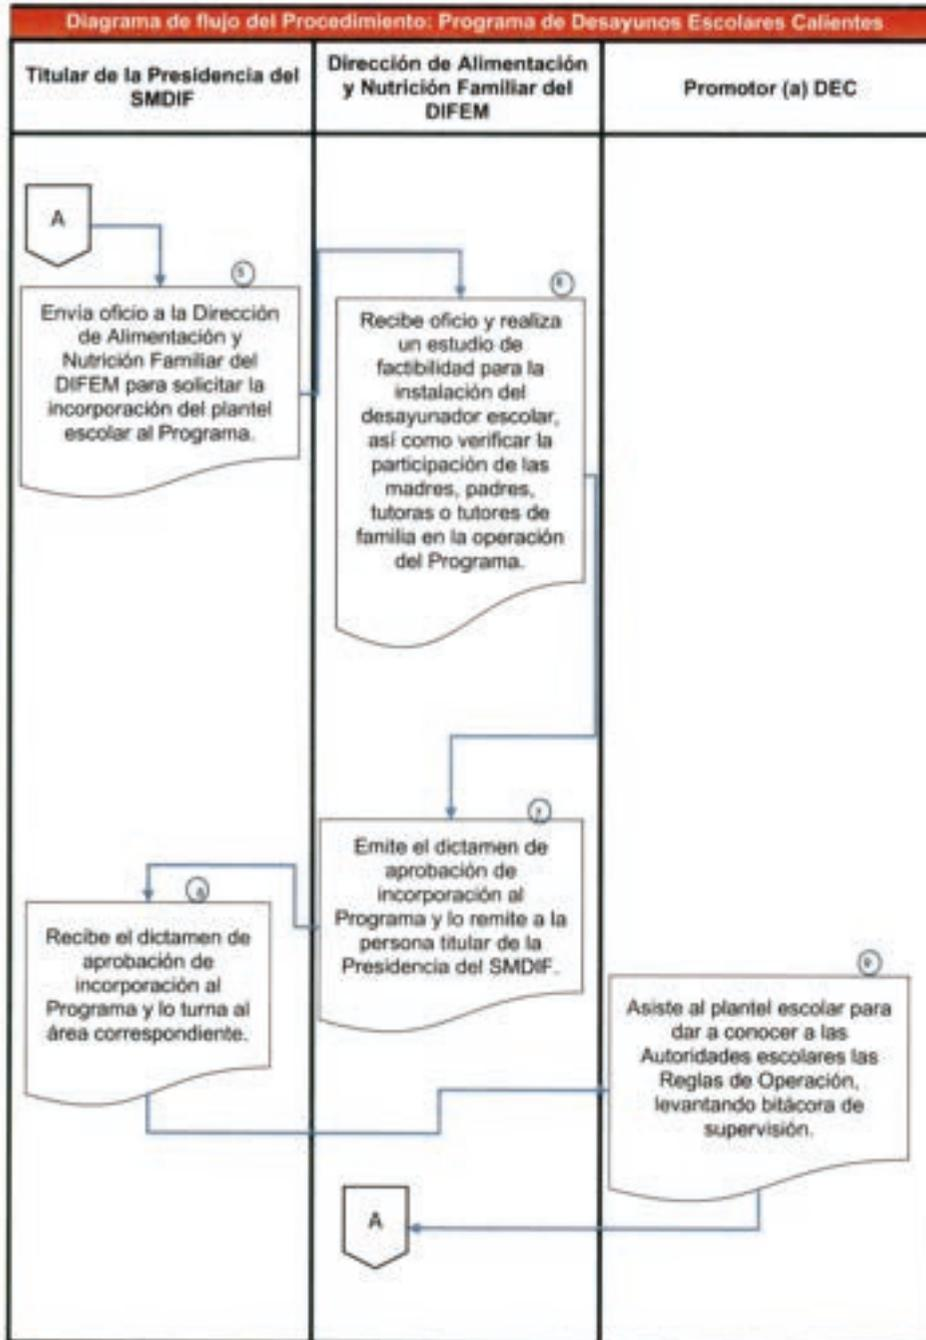 Diagrama de flujo del Procedimiento: Programa de Desayunos Escolares Calientes
Titular de la Presidencia del
SMDIF
Dirección de Alimentación
y Nutrición Familiar del
DIFEM
Promotor (a) DEC
A
5
Envía oficio a la Dirección
de Alimentación y
Nutrición Familiar del
DIFEM para solicitar la
incorporación del plantel
escolar al Programa.
Recibe oficio y realiza
un estudio de
factibilidad para la
instalación del
desayunador escolar,
así como verificar la
participación de las
madres, padres,
tutoras o tutores de
familia en la operación
del Programa.
7
Emite el dictamen de
aprobación de
incorporación al
Programa y lo remite a la
persona titular de la
Presidencia del SMDIF.
Recibe el dictamen de
aprobación de
incorporación al
Programa y lo turna al
área correspondiente.
9
Asiste al plantel escolar para
dar a conocer a las
Autoridades escolares las
Reglas de Operación,
levantando bitácora de
supervisión.
A